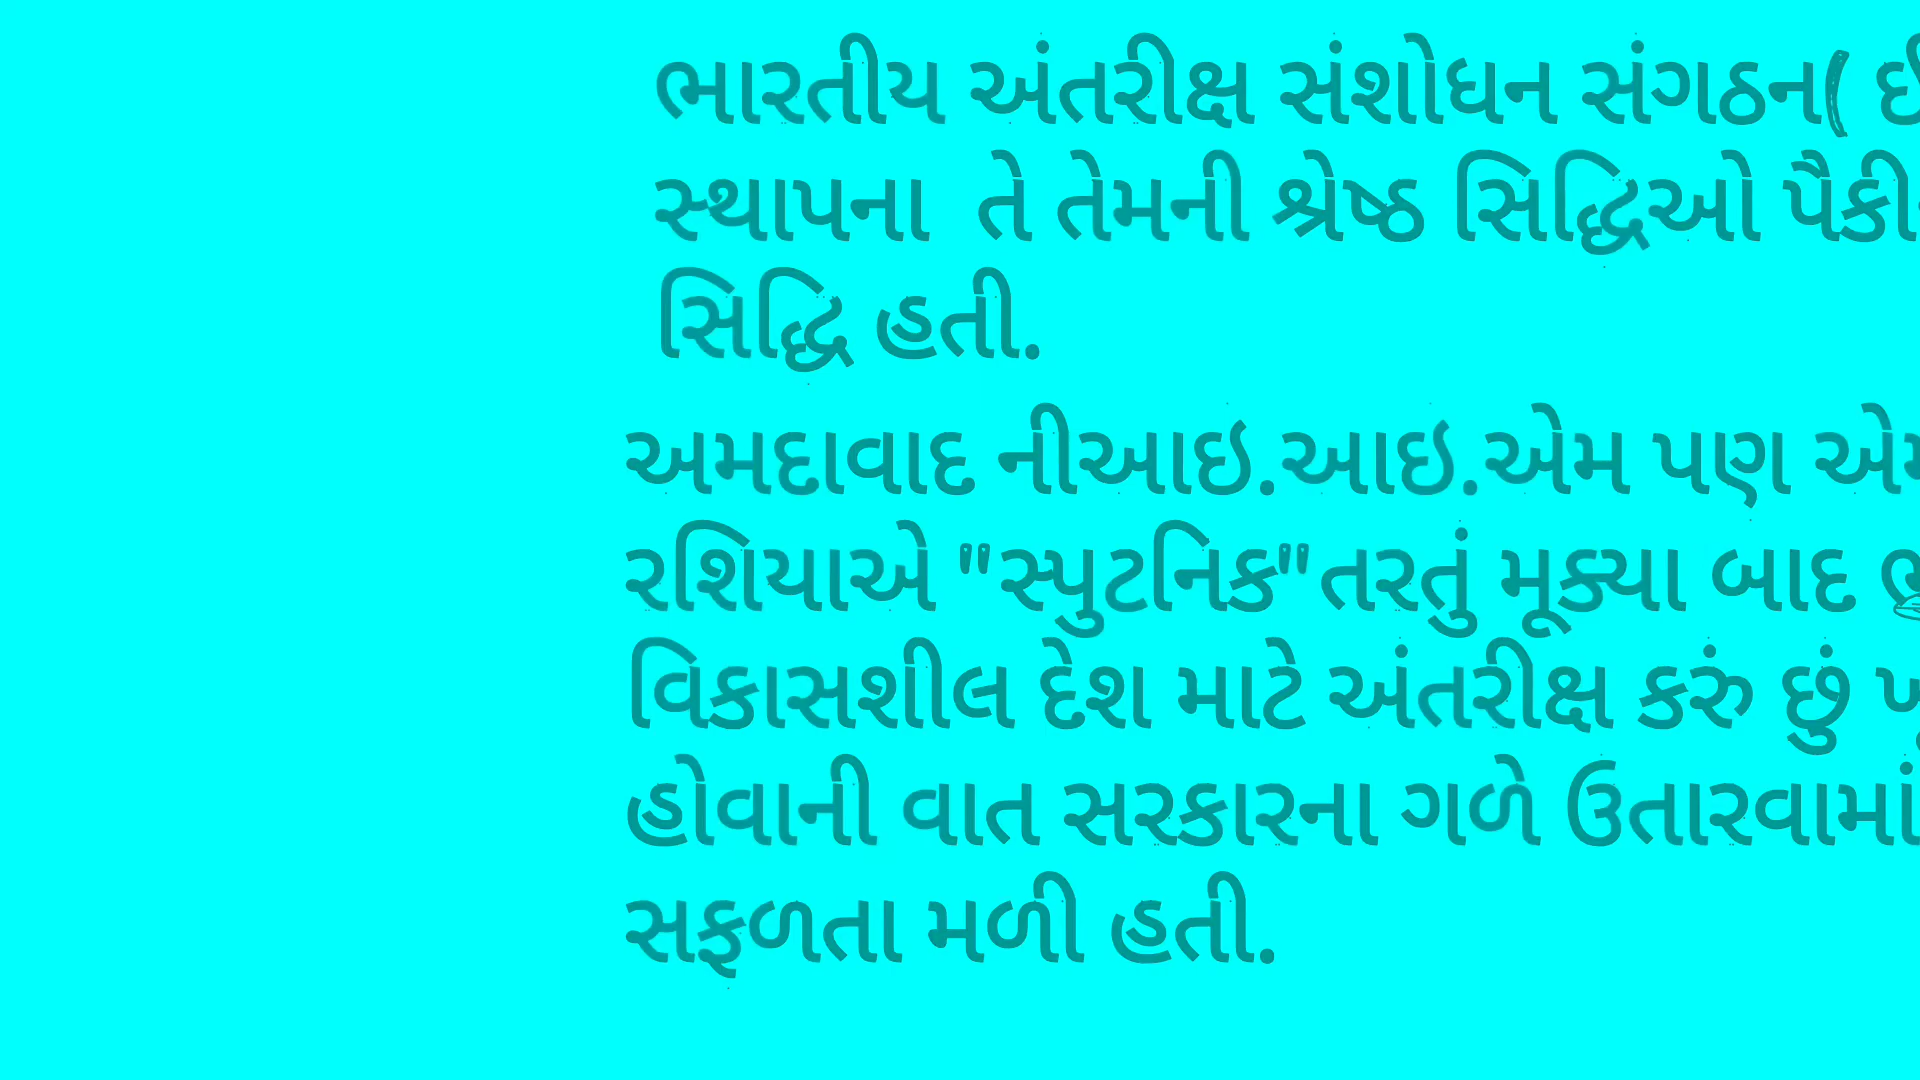 ભારતીય અંતરીક્ષ સંશોધન સંગઠન(
સ્થાપના તે તેમની શ્રેષ્ઠ સિદ્ધિઓ
સિદ્ધિ હતી.
અમદાવાદ નીઆઇ.આઇ.એમ પણ
રશિયાએ "સ્પુટનિક"તરતું મૂક્યા બાદ
વિકાસશીલ દેશ માટે અંતરીક્ષ કરું છું
હોવાની વાત સરકારના ગળે ઉતારવામાં
સફળતા મળી હતી.